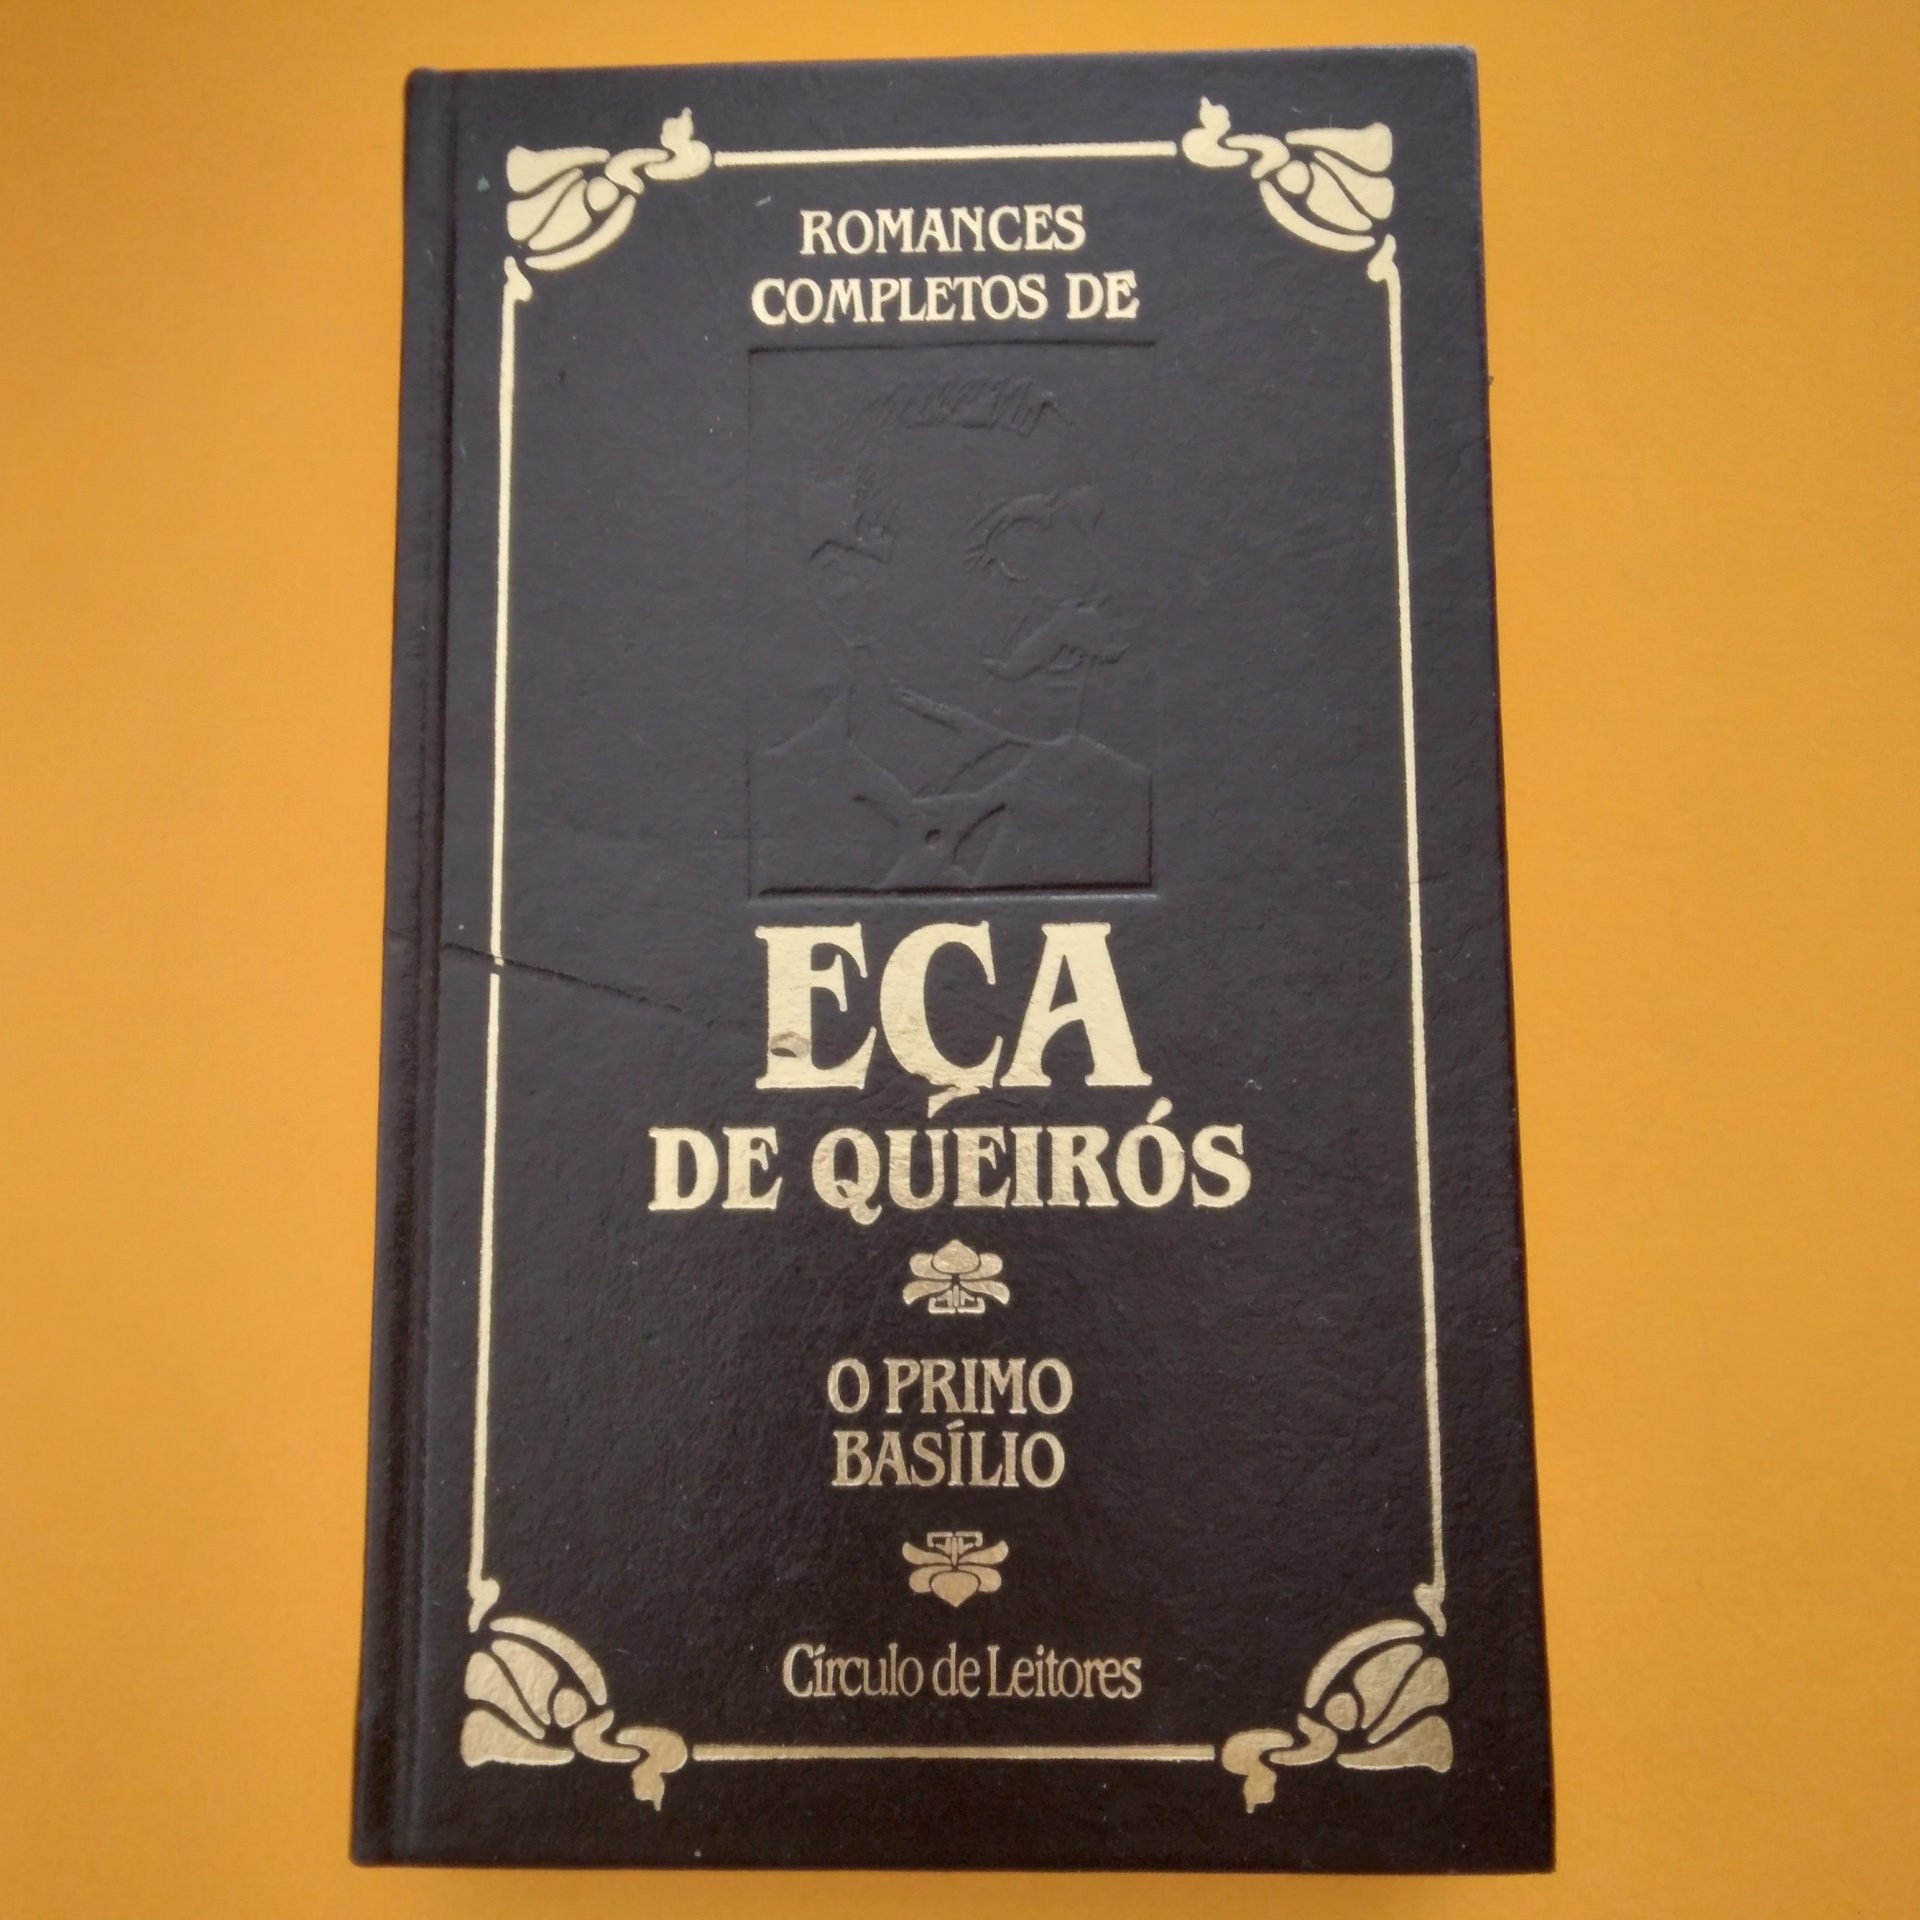 ROMANCES
COMPLETOS DE
EÇA
DE QUEIRÓS
O PRIMO
BASÍLIO
Círculo de Leitores